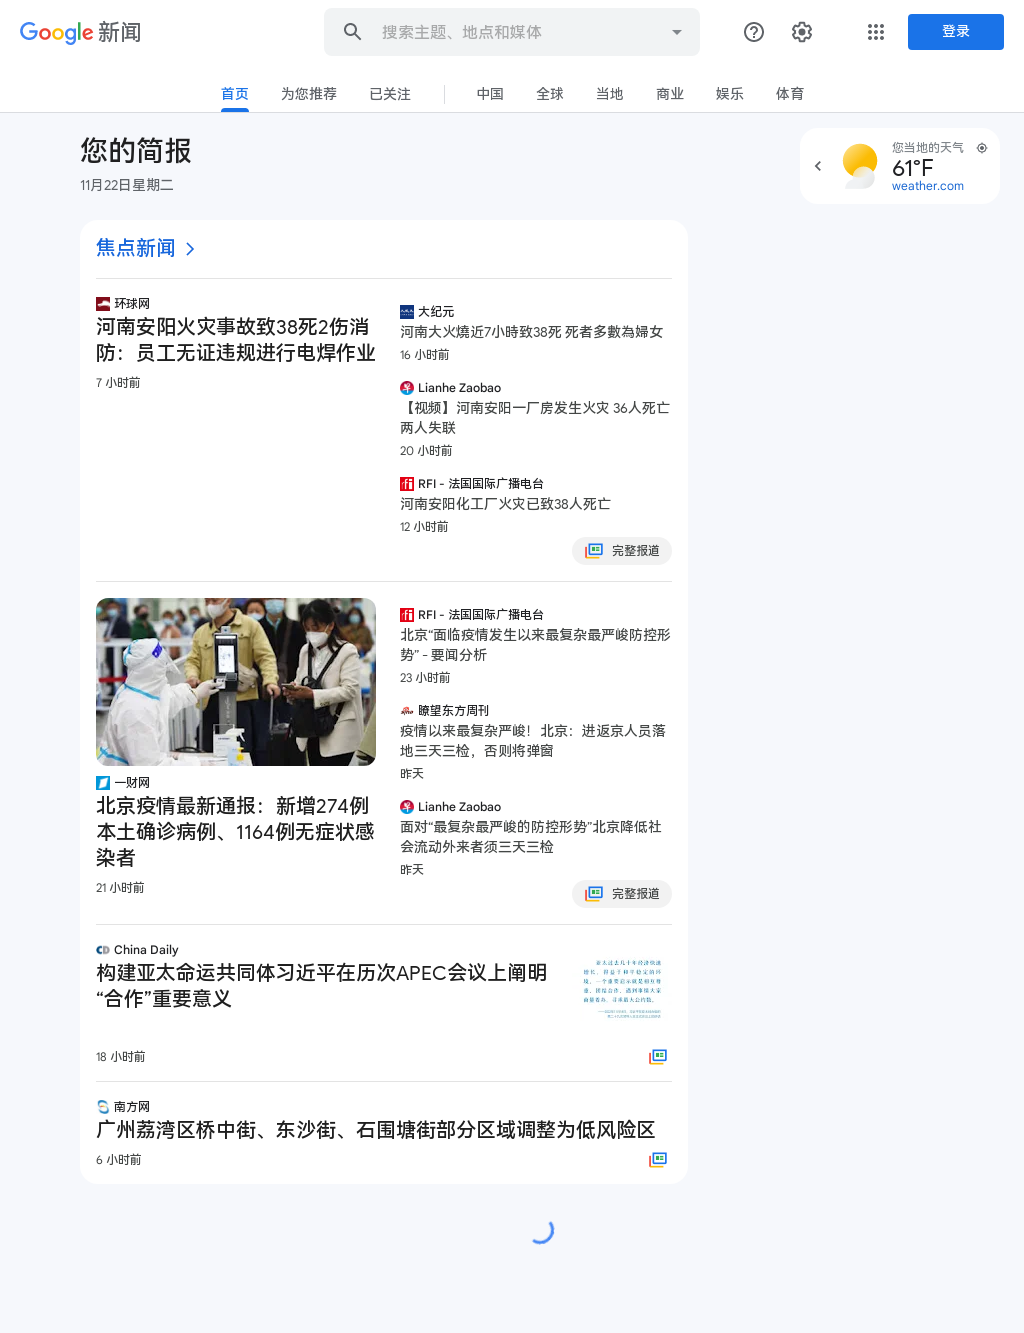 Google 新闻
搜索主题、地点和媒体
登录
首页
为您推荐
已关注
中国
全球
当地
商业
娱乐
体育
您的简报
11月22日星期二
您当地的天气
61°F
weather.com
焦点新闻
环球网
河南安阳火灾事故致38死2伤消
防：员工无证违规进行电焊作业
7 小时前
大纪元
河南大火燒近7小時致38死 死者多數為婦女
16 小时前
Lianhe Zaobao
【视频】河南安阳一厂房发生火灾 36人死亡
两人失联
20 小时前
RFI - 法国国际广播电台
河南安阳化工厂火灾已致38人死亡
12 小时前
完整报道
一财网
北京疫情最新通报：新增274例
本土确诊病例、1164例无症状感
染者
21 小时前
RFI - 法国国际广播电台
北京“面临疫情发生以来最复杂最严峻防控形
势” - 要闻分析
23 小时前
瞭望东方周刊
疫情以来最复杂严峻！北京：进返京人员落
地三天三检，否则将弹窗
昨天
Lianhe Zaobao
面对“最复杂最严峻的防控形势”北京降低社
会流动外来者须三天三检
昨天
完整报道
China Daily
构建亚太命运共同体习近平在历次APEC会议上阐明
“合作”重要意义
18 小时前
南方网
广州荔湾区桥中街、东沙街、石围塘街部分区域调整为低风险区
6 小时前